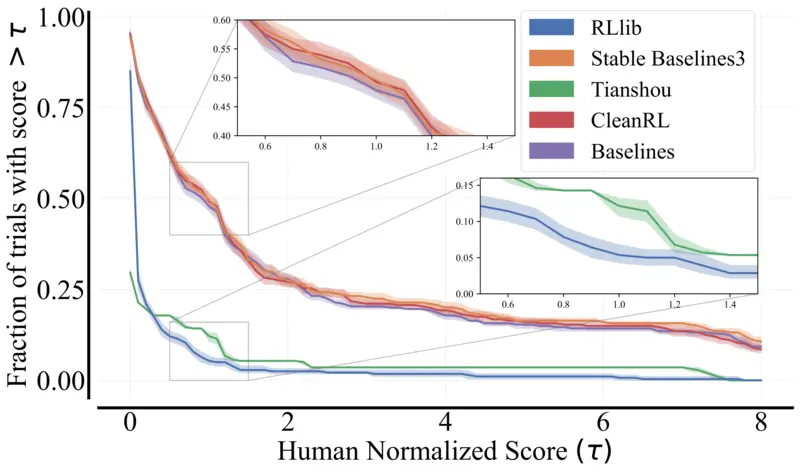 Fraction of trials with score > τ
1.00
0.75
0.50
0.25
0.00
0.60
0.55
0.50
0.45
0.40
0.6 0.8 1.0 1.2 1.4
RLlib
Stable Baselines3
Tianshou
CleanRL
Baselines
0.15
0.10
0.05
0.00
0.6 0.8 1.0 1.2 1.4
0 2 4 6 8
Human Normalized Score (τ)